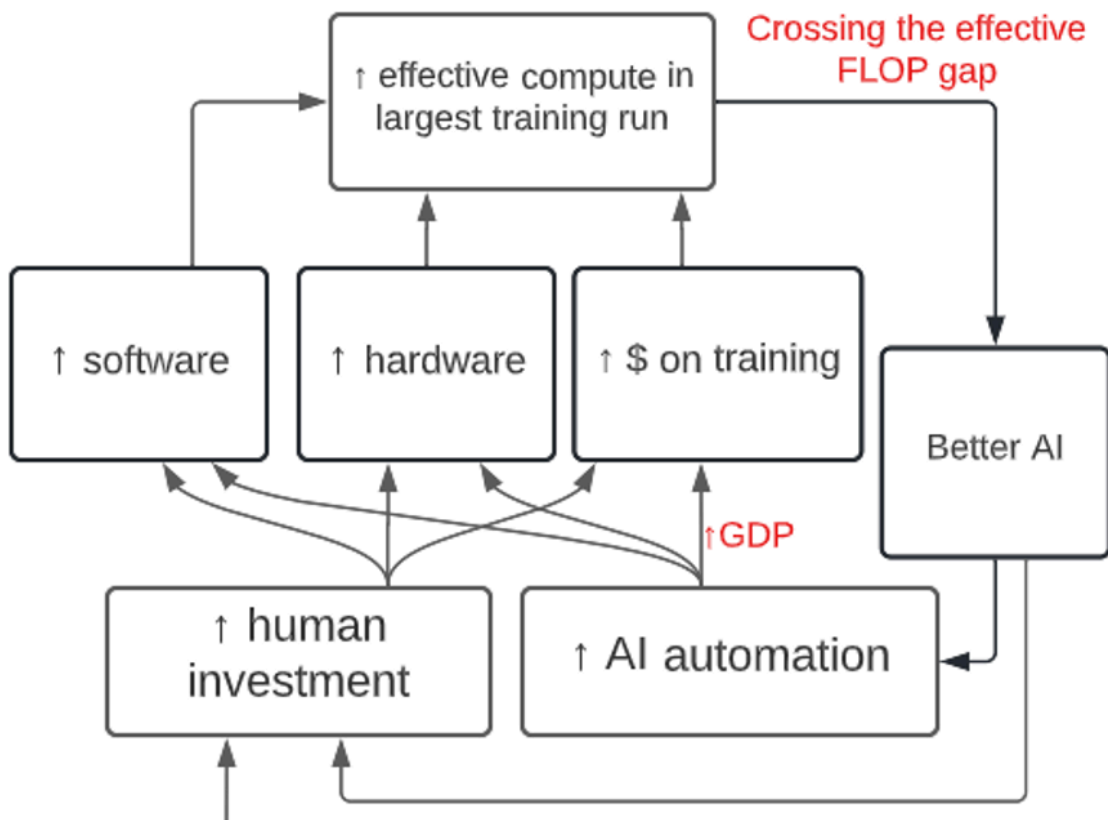 Crossing the effective
FLOP gap
↑ effective compute in
largest training run
↑ software
↑ hardware
↑ $ on training
Better AI
↑GDP
↑ human
investment
↑ AI automation